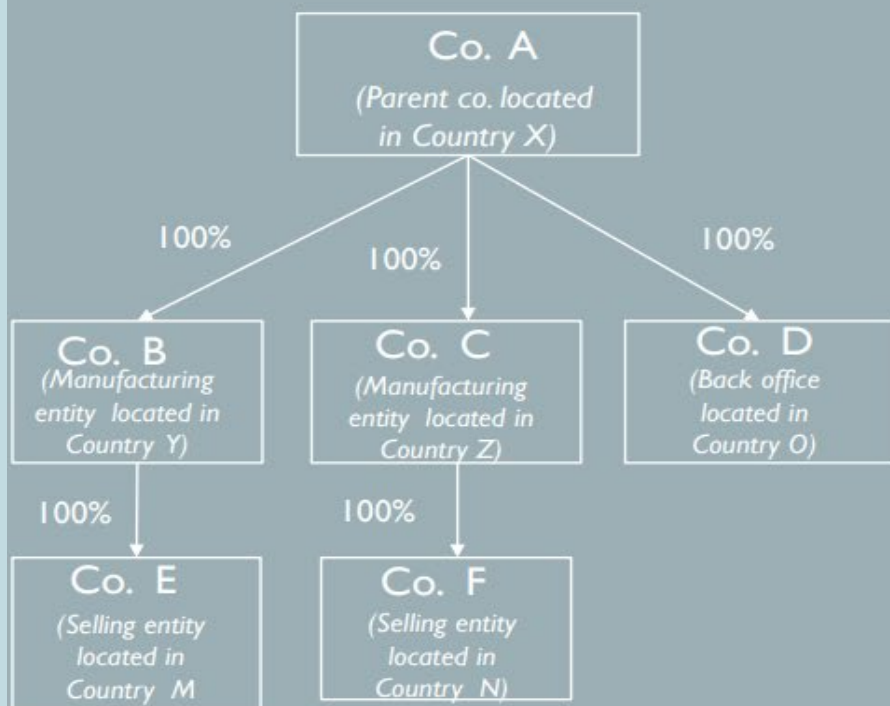 Co. A
(Parent co. located
in Country X)
100%
100%
100%
Co. B
(Manufacturing
entity located in
Country Y)
Co. C
(Manufacturing
entity located in
Country Z)
Co. D
(Back office
located in
Country O)
100%
100%
Co. E
(Selling entity
located in
Country M
Co. F
(Selling entity
located in
Country N)